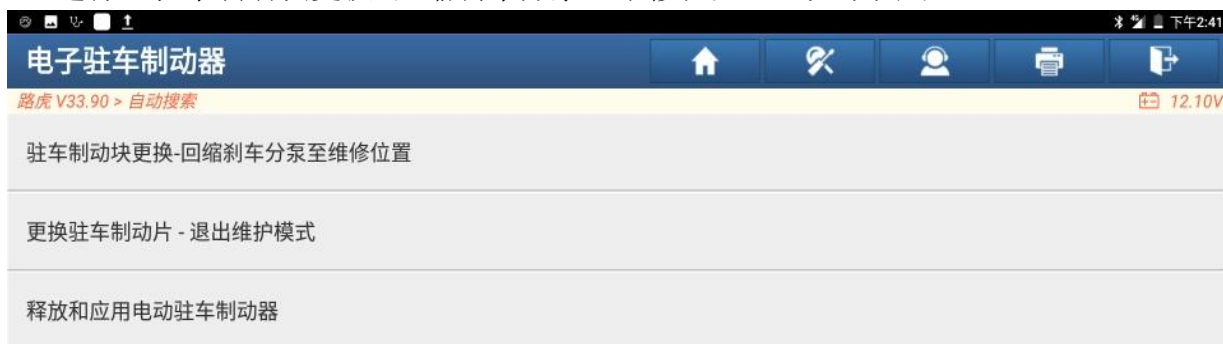 下午2:41
电子驻车制动器
路虎 V33.90 > 自动搜索
12.10V
驻车制动块更换-回缩刹车分泵至维修位置
更换驻车制动片 - 退出维护模式
释放和应用电动驻车制动器